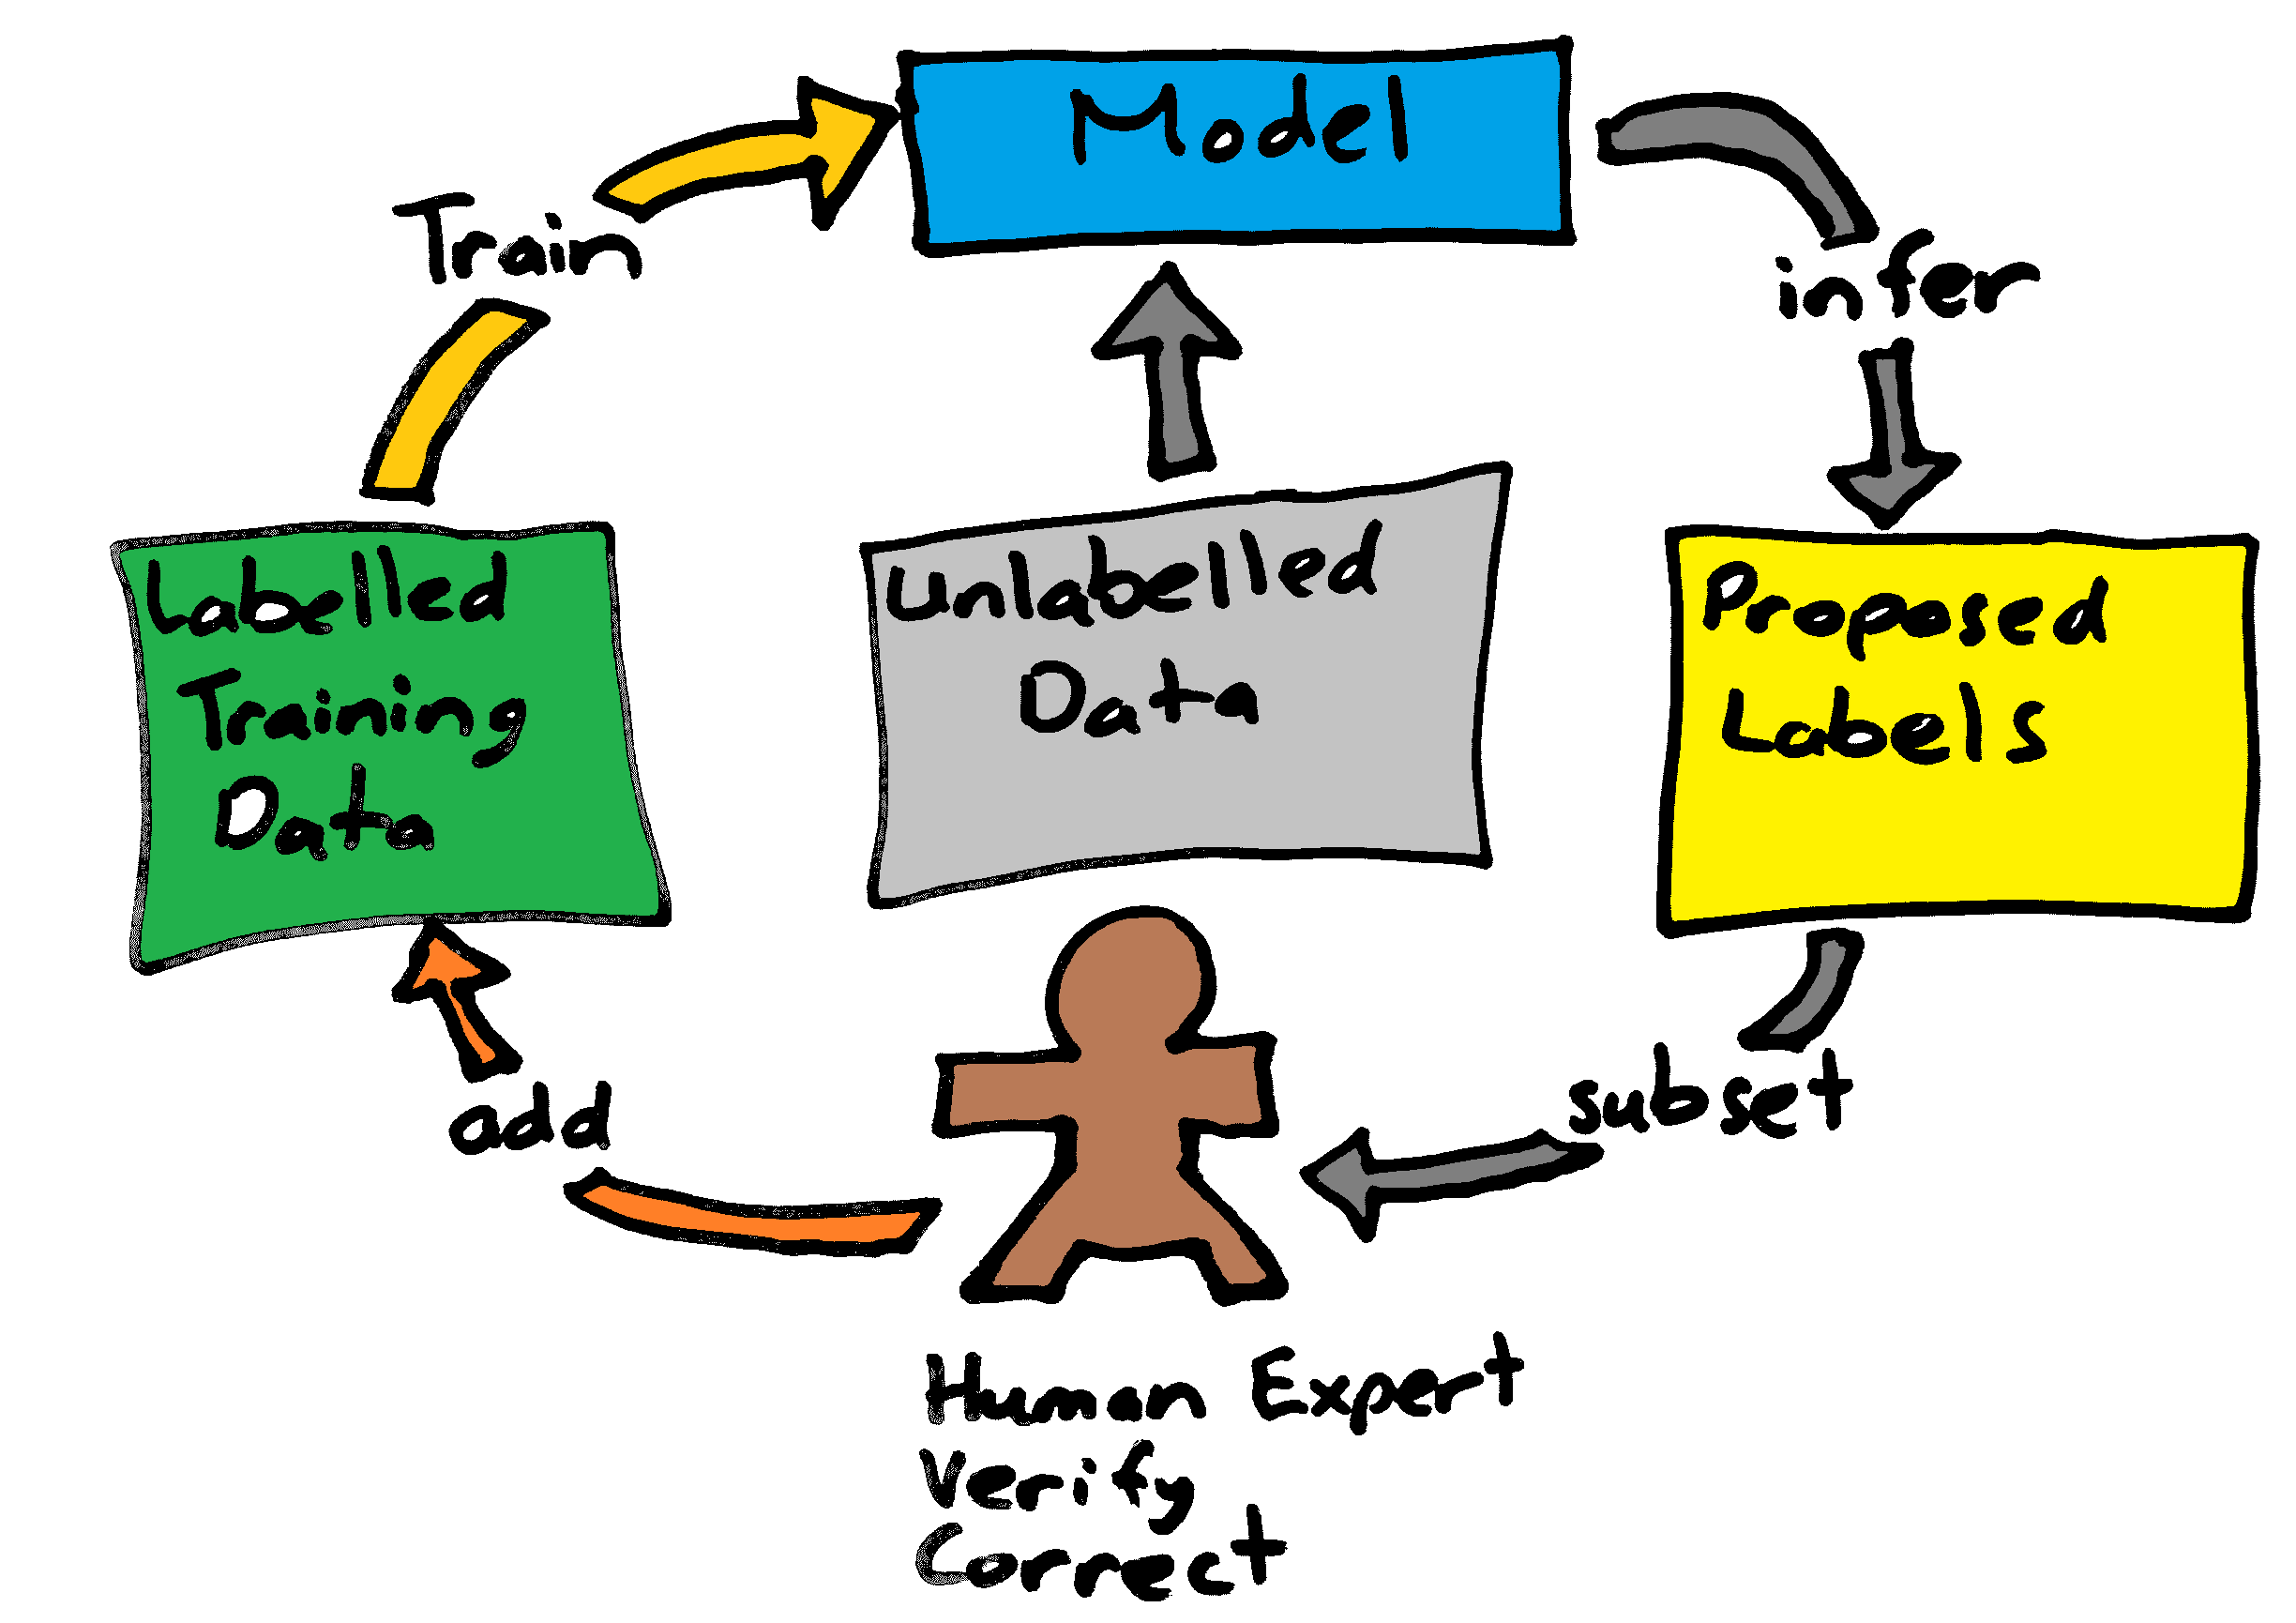 Model
Train
infer
Labelled
Training
Data
Unlabelled
Data
Proposed
Labels
add
subset
Human Expert
Verify
Correct